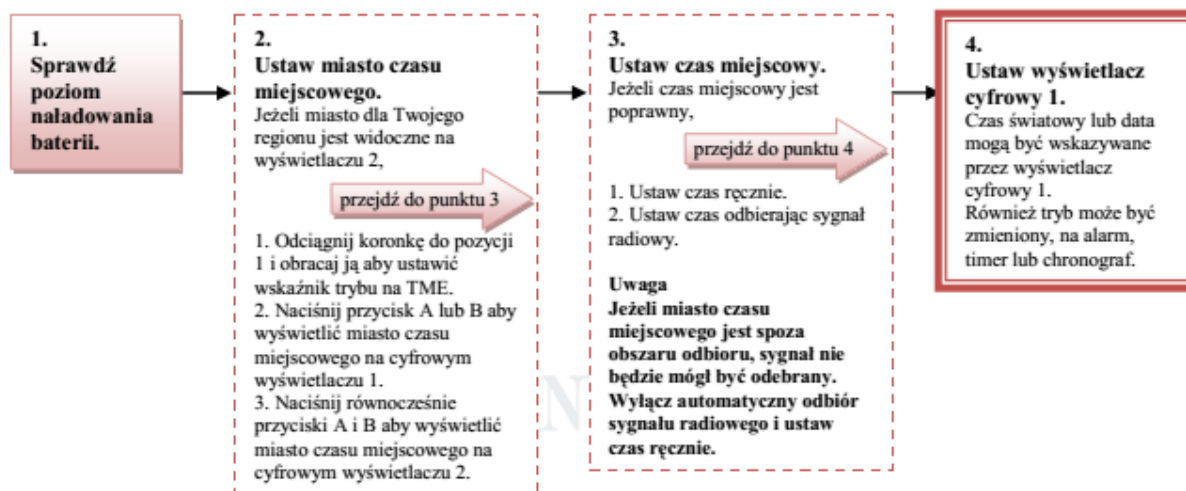 1.
Sprawdź
poziom
naładowania
baterii.
2.
Ustaw miasto czasu
miejscowego.
Jeżeli miasto dla Twojego
regionu jest widoczne na
wyświetlaczu 2,
przejdź do punktu 3
1. Odciągnij koronkę do pozycji
1 i obracaj ją aby ustawić
wskaźnik trybu na TME.
2. Naciśnij przycisk A lub B aby
wyświetlić miasto czasu
miejscowego na cyfrowym
wyświetlaczu 1.
3. Naciśnij równocześnie
przyciski A i B aby wyświetlić
miasto czasu miejscowego na
cyfrowym wyświetlaczu 2.
3.
Ustaw czas miejscowy.
Jeżeli czas miejscowy jest
poprawny,
przejdź do punktu 4
1. Ustaw czas ręcznie.
2. Ustaw czas odbierając sygnał
radiowy.
Uwaga
Jeżeli miasto czasu
miejscowego jest spoza
obszaru odbioru, sygnał nie
będzie mógł być odebrany.
Wyłącz automatyczny odbiór
sygnału radiowego i ustaw
czas ręcznie.
4.
Ustaw wyświetlacz
cyfrowy 1.
Czas światowy lub data
mogą być wskazywane
przez wyświetlacz
cyfrowy 1.
Również tryb może być
zmieniony, na alarm,
timer lub chronograf.